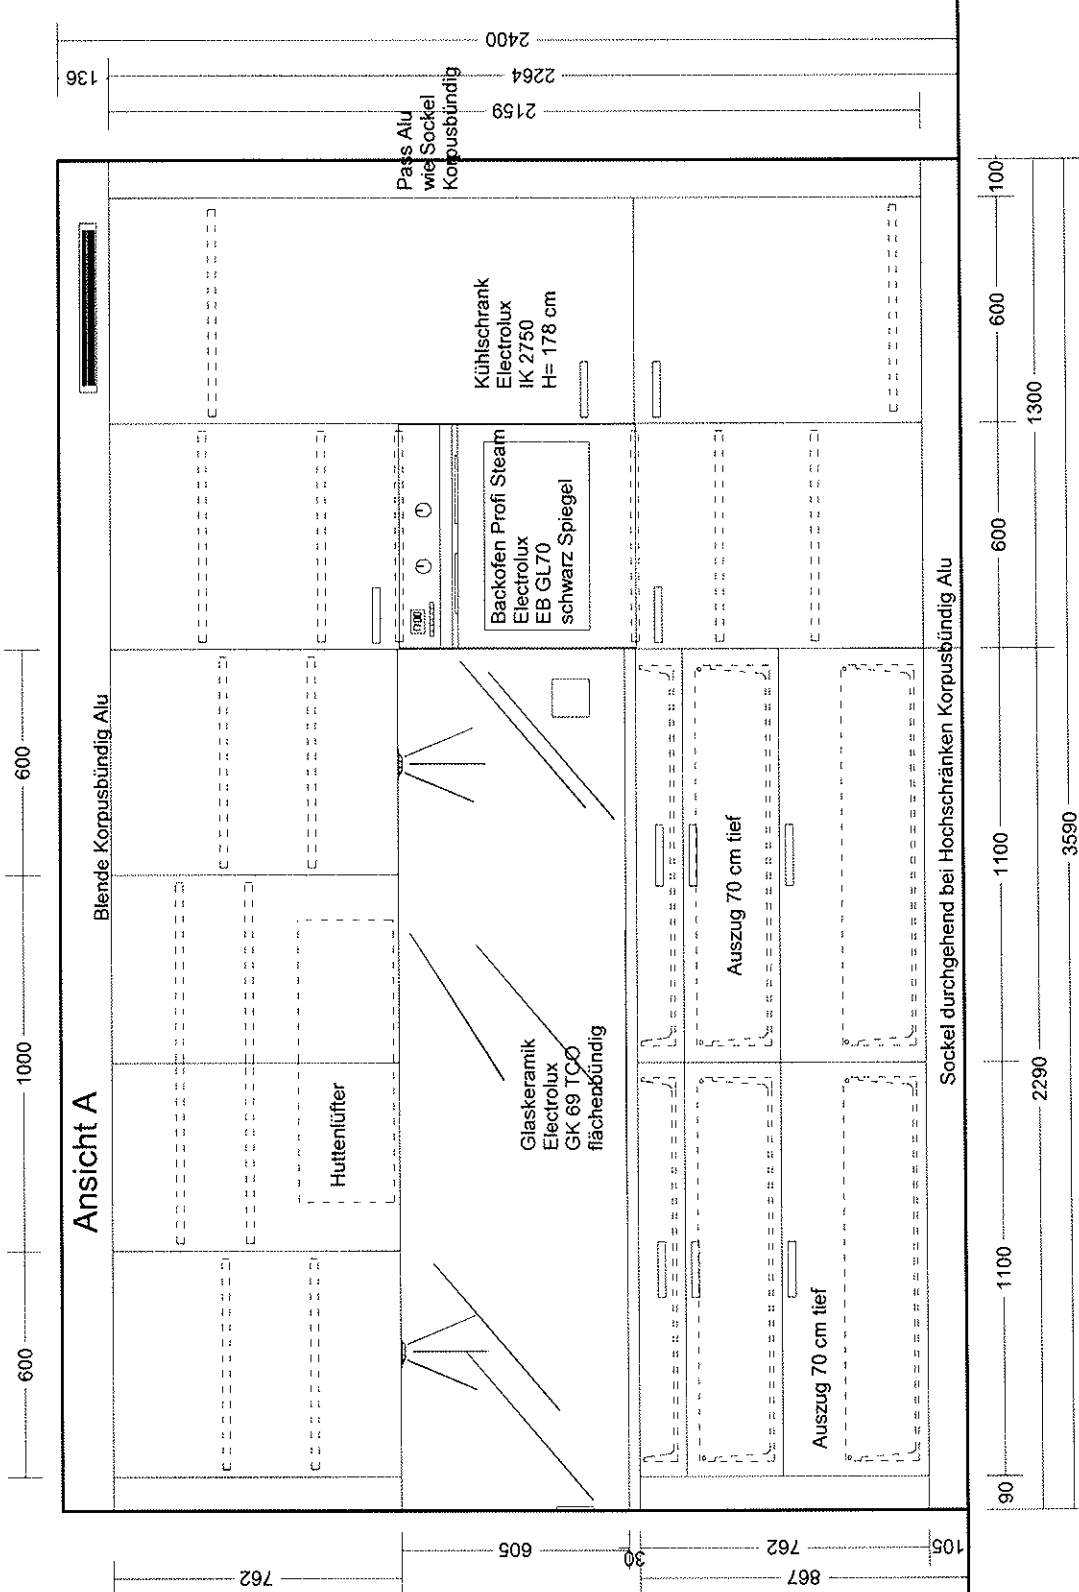 Ansicht A
600
1000
600
Blende Korpusbündig Alu
Huttenlüfter
Glaskeramik
Electrolux
GK 69 TCO
flächenbündig
Backofen Profi Steam
Electrolux
EB GL70
schwarz Spiegel
Kühlschrank
Electrolux
IK 2750
H= 178 cm
Pass Alu
wie Sockel
Korpusbündig
Auszug 70 cm tief
Auszug 70 cm tief
Sockel durchgehend bei Hochschränken Korpusbündig Alu
90
1100
1100
600
600
100
2290
1300
3590
762
605
30
762
105
867
136
2400
2264
2159